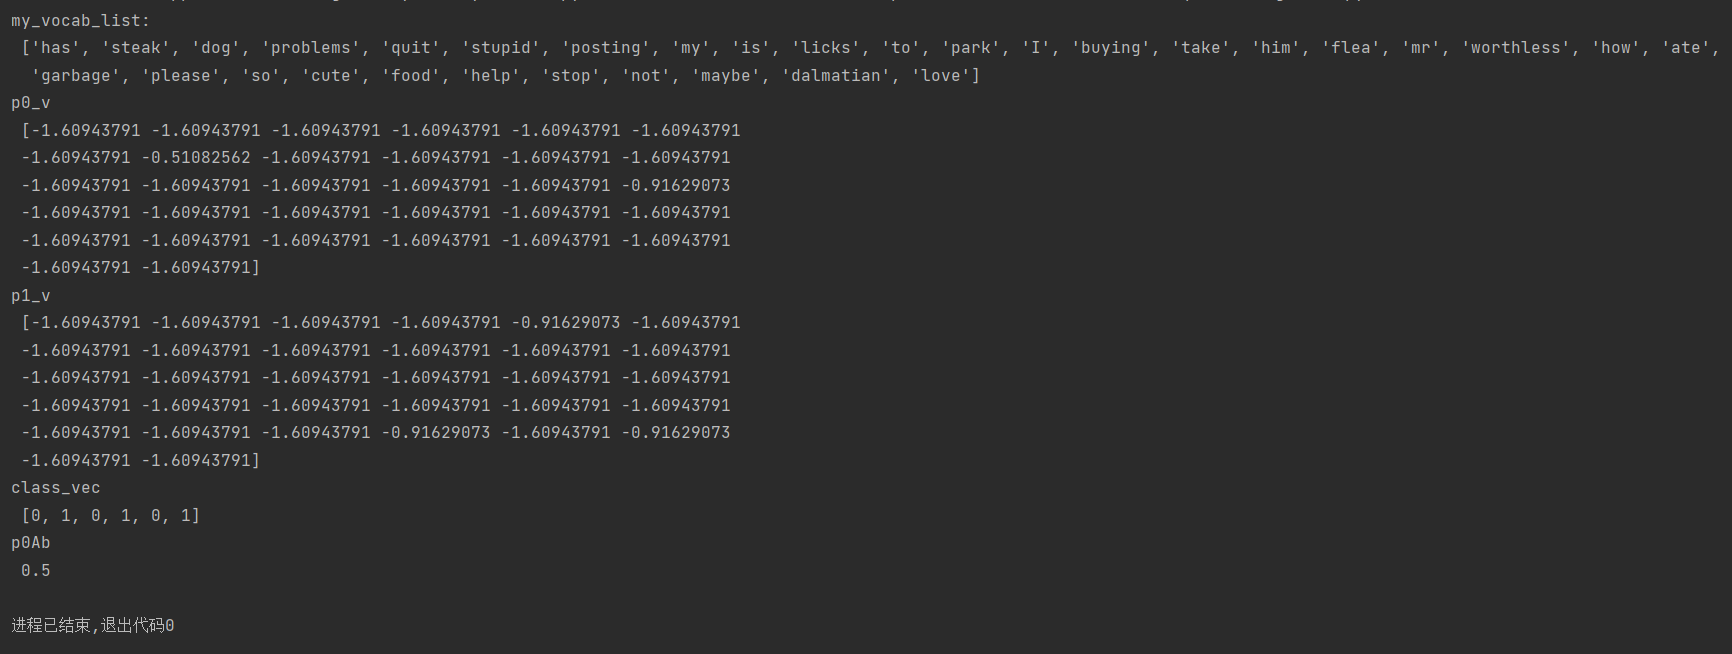 my_vocab_list:
['has', 'steak', 'dog', 'problems', 'quit', 'stupid', 'posting', 'my', 'is', 'licks', 'to', 'park', 'I', 'buying', 'take', 'him', 'flea', 'mr', 'worthless', 'how', 'ate',
'garbage', 'please', 'so', 'cute', 'food', 'help', 'stop', 'not', 'maybe', 'dalmatian', 'love']
p0_v
[-1.60943791 -1.60943791 -1.60943791 -1.60943791 -1.60943791 -1.60943791
-1.60943791 -0.51082562 -1.60943791 -1.60943791 -1.60943791 -1.60943791
-1.60943791 -1.60943791 -1.60943791 -1.60943791 -1.60943791 -0.91629073
-1.60943791 -1.60943791 -1.60943791 -1.60943791 -1.60943791 -1.60943791
-1.60943791 -1.60943791 -1.60943791 -1.60943791 -1.60943791 -1.60943791
-1.60943791 -1.60943791]
p1_v
[-1.60943791 -1.60943791 -1.60943791 -1.60943791 -0.91629073 -1.60943791
-1.60943791 -1.60943791 -1.60943791 -1.60943791 -1.60943791 -1.60943791
-1.60943791 -1.60943791 -1.60943791 -1.60943791 -1.60943791 -1.60943791
-1.60943791 -1.60943791 -1.60943791 -1.60943791 -1.60943791 -1.60943791
-1.60943791 -1.60943791 -1.60943791 -0.91629073 -1.60943791 -0.91629073
-1.60943791 -1.60943791]
class_vec
[0, 1, 0, 1, 0, 1]
p0Ab
0.5
进程已结束,退出代码0